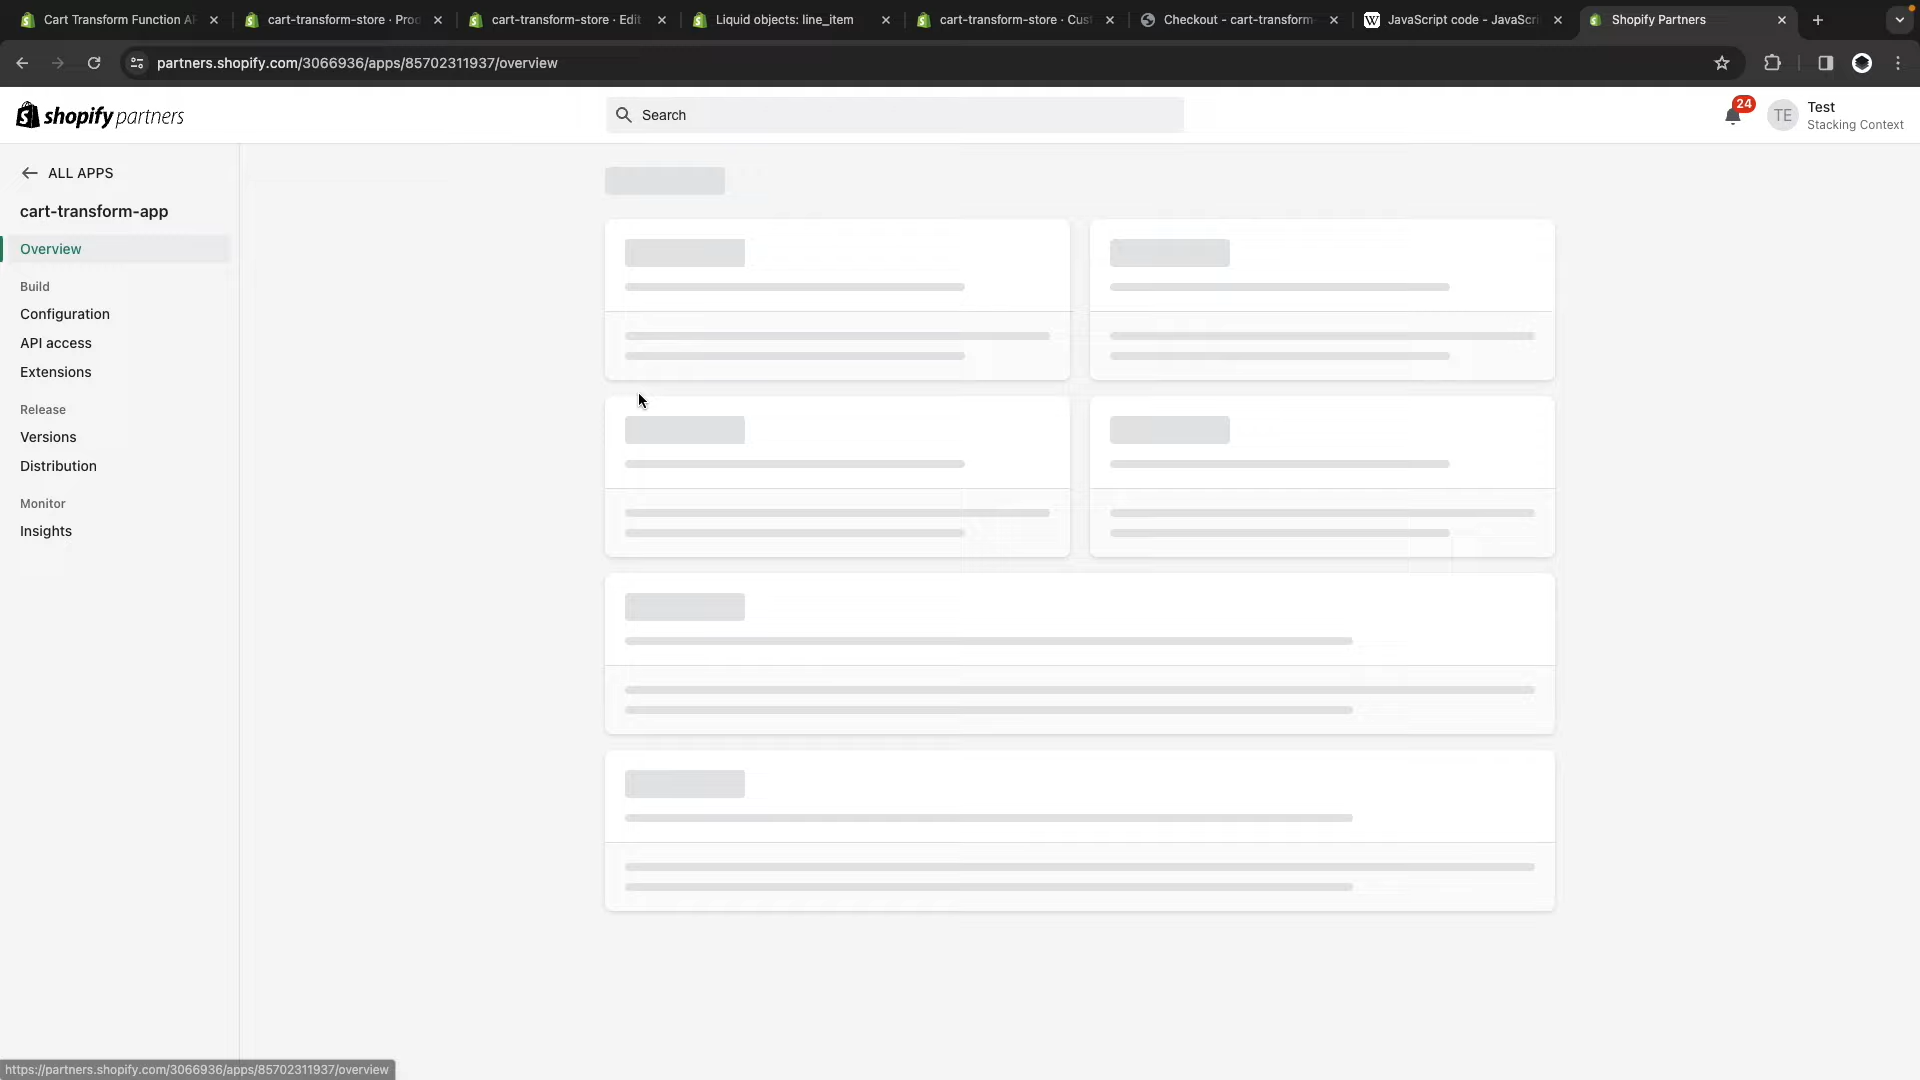 Cart Transform Function AP
cart-transform-store · Prod
cart-transform-store · Edit
Liquid objects: line_item
cart-transform-store · Cus
Checkout - cart-transform-
JavaScript code - JavaScri
Shopify Partners
partners.shopify.com/3066936/apps/85702311937/overview
shopify partners
Search
24
TE
Test
Stacking Context
ALL APPS
cart-transform-app
Overview
Build
Configuration
API access
Extensions
Release
Versions
Distribution
Monitor
Insights
https://partners.shopify.com/3066936/apps/85702311937/overview